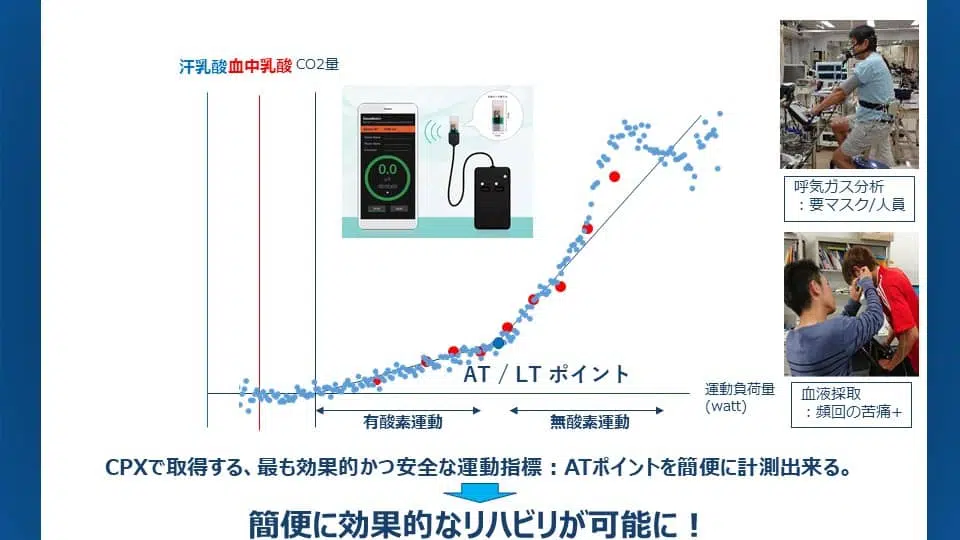 汗乳酸 血中乳酸 CO2量
0.0
呼気ガス分析
：要マスク/人員
AT / LT ポイント
運動負荷量
(watt)
有酸素運動
無酸素運動
血液採取
：頻回の苦痛+
CPXで取得する、最も効果的かつ安全な運動指標：ATポイントを簡便に計測出来る。
簡便に効果的なリハビリが可能に！